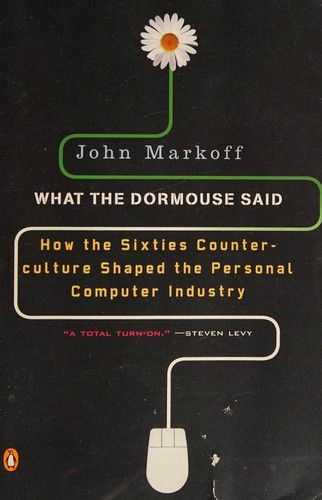 John Markoff
WHAT THE DORMOUSE SAID
How the Sixties Counter-
culture Shaped the Personal
Computer Industry
"A TOTAL TURN-ON." —STEVEN LEVY